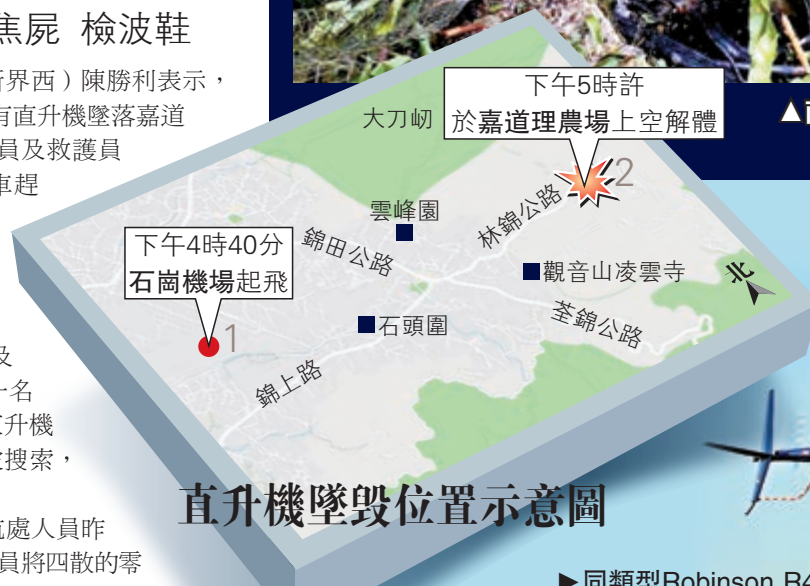 焦屍 檢波鞋
新界西）陳勝利表示，
有直升機墜落嘉道
員及救護員
車趕
及
一名
直升機
搜索，
航處人員昨
員將四散的零
下午5時許
於嘉道理農場上空解體
2
大刀屻
雲峰園
林錦公路
錦田公路
下午4時40分
石崗機場起飛
1
觀音山凌雲寺
北
石頭圍
荃錦公路
錦上路
直升機墜毀位置示意圖
▶同類型Robinson